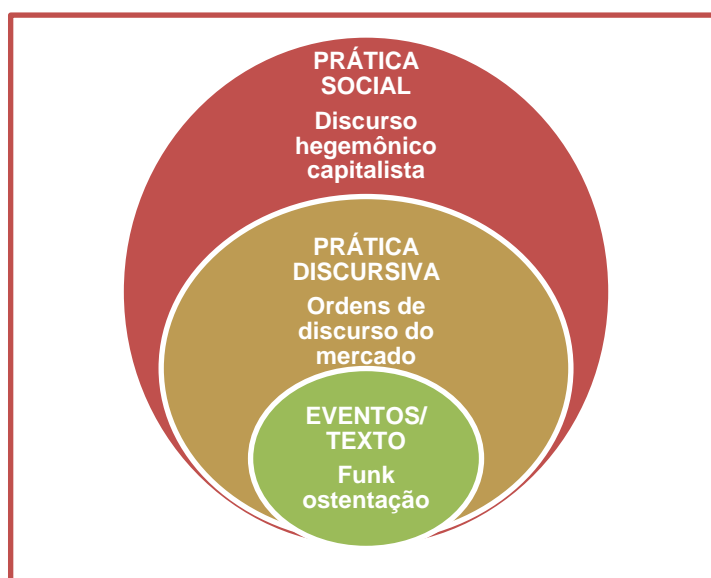 PRÁTICA
SOCIAL
Discurso
hegemônico
capitalista
PRÁTICA
DISCURSIVA
Ordens de
discurso do
mercado
EVENTOS/
TEXTO
Funk
ostentação